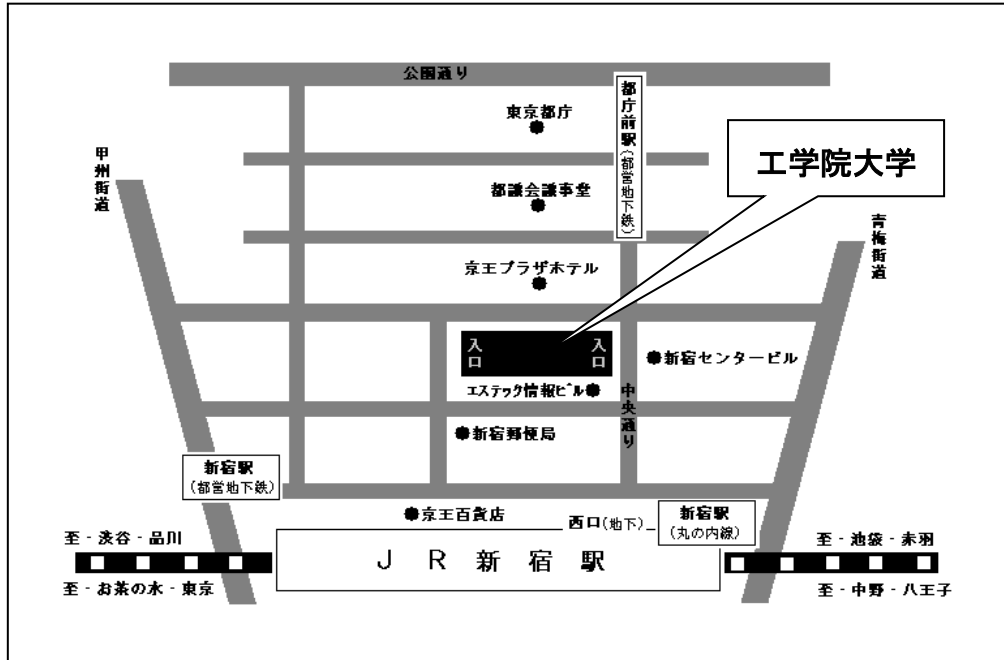 公園通り
都庁前駅(都営地下鉄)
東京都庁
甲州街道
工学院大学
都議会議事堂
青梅街道
京王プラザホテル
入口
入口
新宿センタービル
エステック情報ビル
中央通り
新宿郵便局
新宿駅
(都営地下鉄)
京王百貨店
西口(地下)
新宿駅
(丸の内線)
至-渋谷-品川
JR新宿駅
至-池袋-赤羽
至-お茶の水-東京
至-中野-八王子